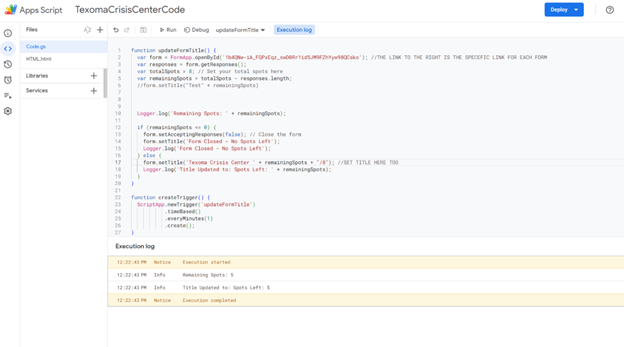 Apps Script
TexomaCrisisCenterCode
Deploy
Files
Run
Debug
updateFormTitle
Execution log
Code.gs
HTML.html
Libraries
Services
1 function updateFormTitle() {
2 var form = FormApp.openById( //THE LINK TO THE RIGHT IS THE SPECIFIC LINK FOR EACH FORM
3 var responses = form.getResponses();
4 var totalSpots = 8; // Set your total spots here
5 var remainingSpots = totalSpots - responses.length;
6 //form.setTitle("Test" + remainingSpots)
7
8
9
10 Logger.log('Remaining Spots: ' + remainingSpots);
11
12 if (remainingSpots <= 0) {
13 form.setAcceptingResponses(false); // Close the form
14 form.setTitle('Form Closed - No Spots Left');
15 Logger.log('Form Closed - No Spots Left');
16 } else {
17 form.setTitle('Texoma Crisis Center ' + remainingSpots + "/8"); //SET TITLE HERE TOO
18 Logger.log('Title Updated to: Spots Left: ' + remainingSpots);
19 }
20 }
21
22 function createTrigger() {
23 ScriptApp.newTrigger('updateFormTitle')
24 .timeBased()
25 .everyMinutes(1)
26 .create();
27 }
Execution log
12:22:43 PM Notice Execution started
12:22:43 PM Info Remaining Spots: 5
12:22:43 PM Info Title Updated to: Spots Left: 5
12:22:43 PM Notice Execution completed